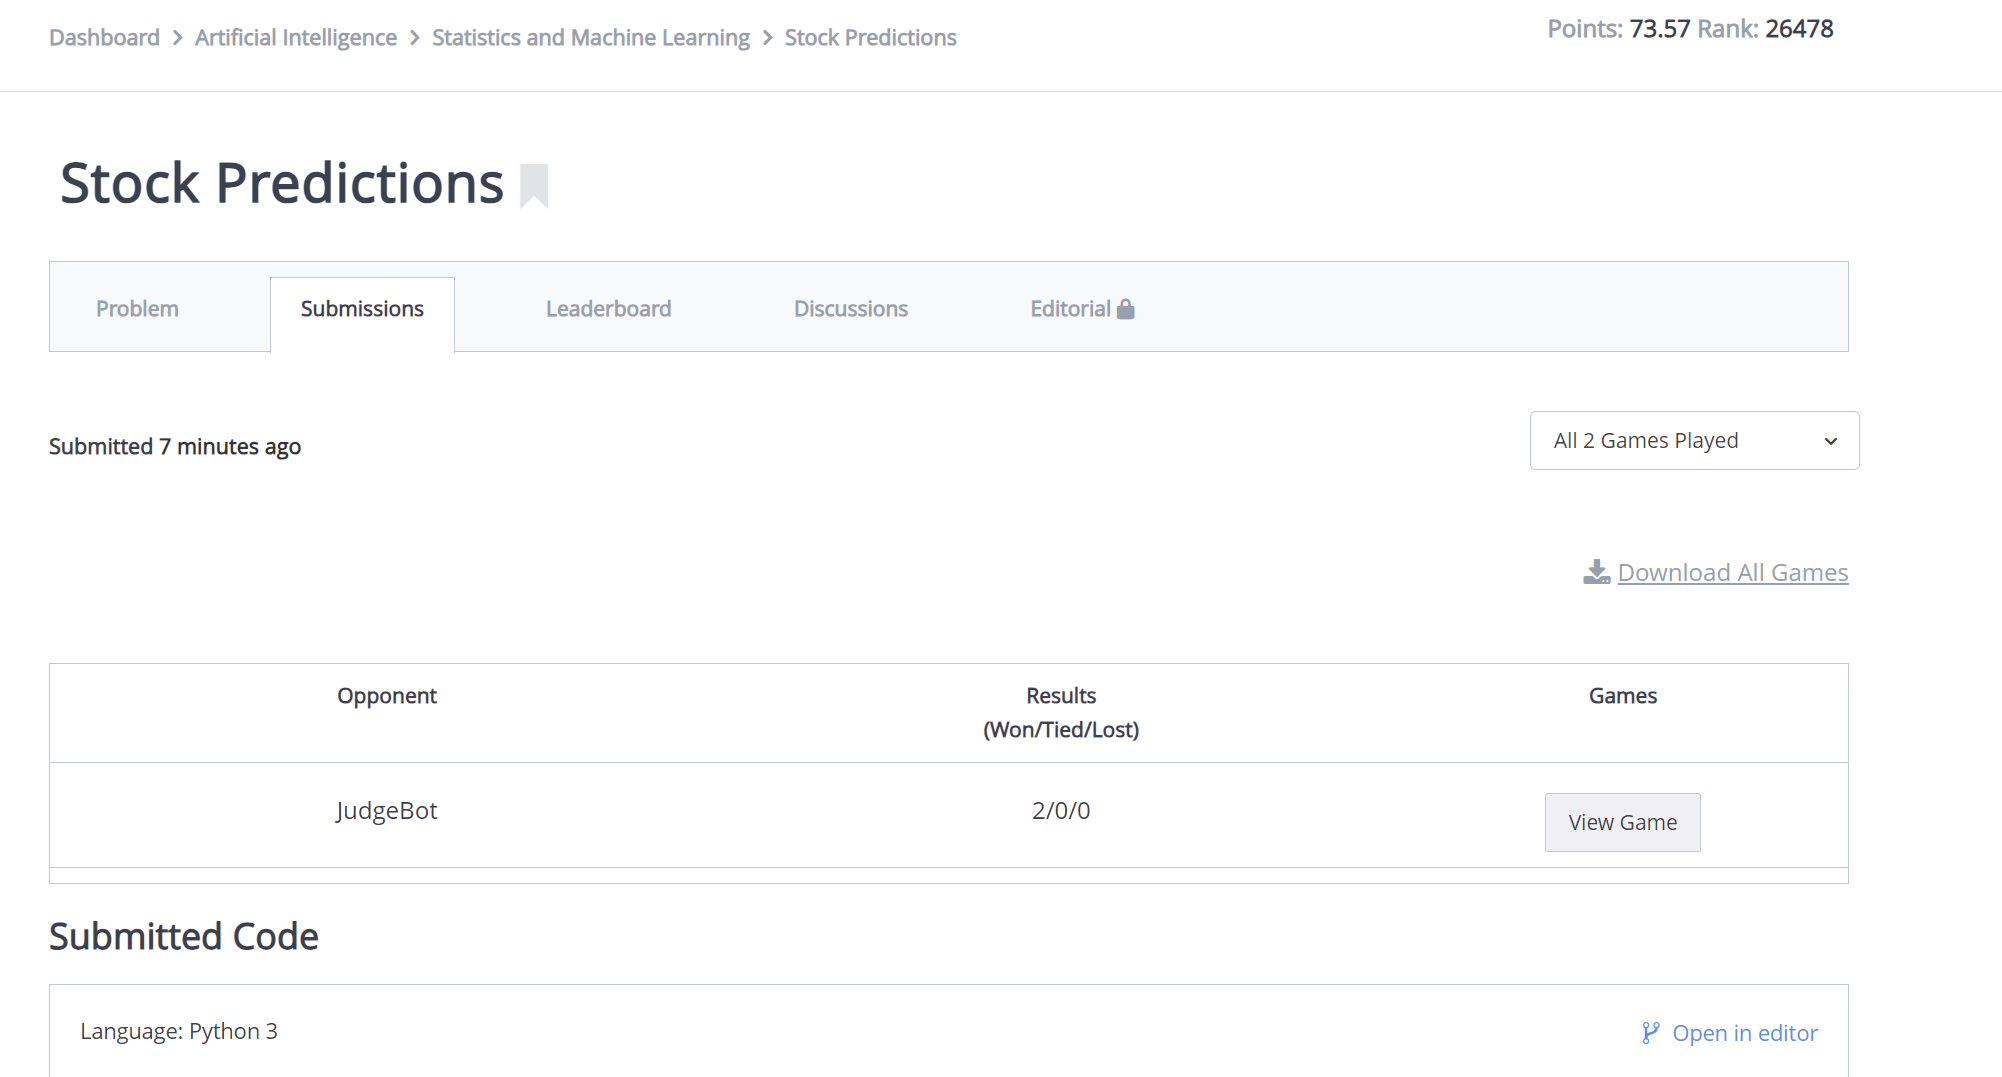 Dashboard > Artificial Intelligence > Statistics and Machine Learning > Stock Predictions
Points: 73.57 Rank: 26478
Stock Predictions
Problem Submissions Leaderboard Discussions Editorial
Submitted 7 minutes ago
All 2 Games Played
Download All Games
Opponent Results Games
(Won/Tied/Lost)
JudgeBot 2/0/0 View Game
Submitted Code
Language: Python 3 Open in editor